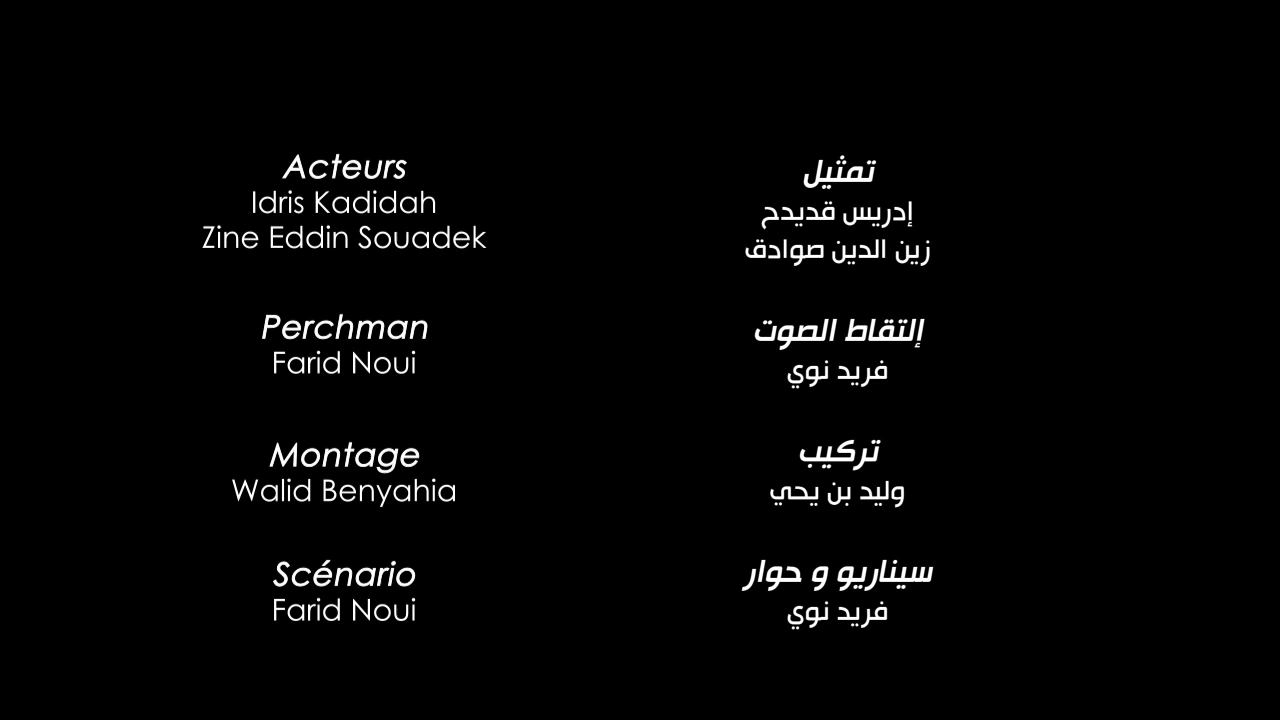 Acteurs
Idris Kadidah
Zine Eddin Souadek
Perchman
Farid Noui
Montage
Walid Benyahia
Scénario
Farid Noui
تمثيل
إدريس قديدح
زين الدين صوادق
إلتقاط الصوت
فريد نوي
تركيب
وليد بن يحي
سيناريو و حوار
فريد نوي